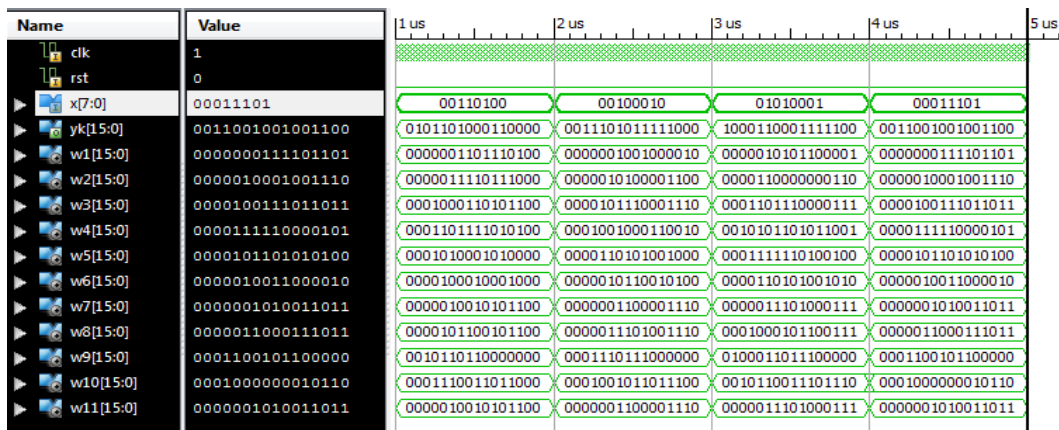 Name Value 1 us 2 us 3 us 4 us 5 us
clk 1
rst 0
x[7:0] 00011101 00110100 00100010 01010001 00011101
yk[15:0] 0011001001001100 0101101000110000 0011101011111000 1000110001111100 0011001001001100
w1[15:0] 0000000111101101 0000001101110100 0000001001000010 0000010101100001 0000000111101101
w2[15:0] 0000010001001110 0000011110111000 0000010100001100 0000110000000110 0000010001001110
w3[15:0] 0000100111011011 0001000110101100 0000101110001110 0001101110000111 0000100111011011
w4[15:0] 0000111110000101 0001101111010100 0001001000110010 0010101101011001 0000111110000101
w5[15:0] 0000101101010100 0001010001010000 0000110101001000 0001111110100100 0000101101010100
w6[15:0] 0000010011000010 0000100010001000 0000010110010100 0000110101001010 0000010011000010
w7[15:0] 0000001010011011 0000010010101100 0000001100001110 0000011101000111 0000001010011011
w8[15:0] 0000011000111011 0000101100101100 0000011101001110 0001000101100111 0000011000111011
w9[15:0] 0001100101100000 0010110110000000 0001110111000000 0100011011100000 0001100101100000
w10[15:0] 0001000000010110 0001110011011000 0001001011011100 0010110011101110 0001000000010110
w11[15:0] 0000001010011011 0000010010101100 0000001100001110 0000011101000111 0000001010011011